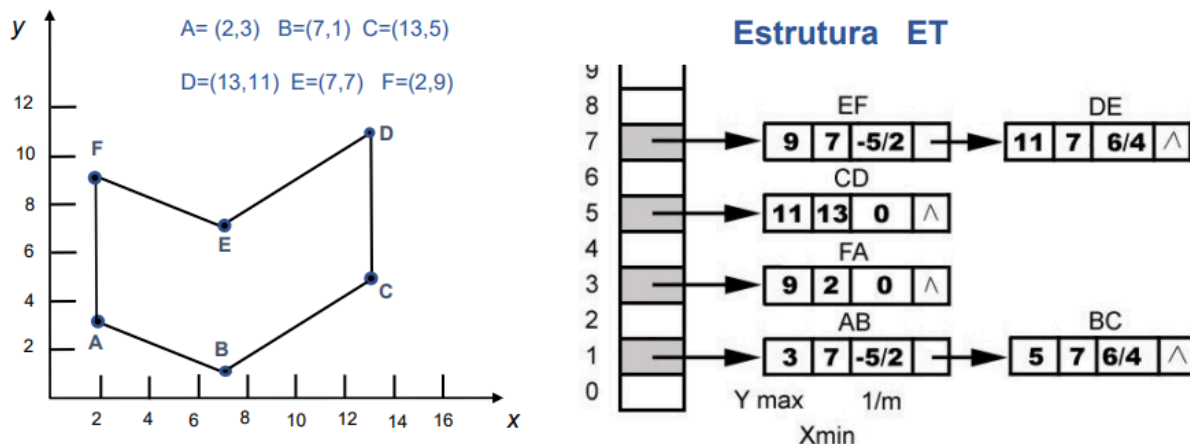 y
A= (2,3) B=(7,1) C=(13,5)
D=(13,11) E=(7,7) F=(2,9)
12
10
8
6
4
2
F
D
E
C
A
B
2 4 6 8 10 12 14 16 x
Estrutura ET
9
8
7
6
5
4
3
2
1
0
EF DE
9 7 -5/2 11 7 6/4 ^
CD
11 13 0 ^
FA
9 2 0 ^
AB BC
3 7 -5/2 5 7 6/4 ^
Y max 1/m
Xmin